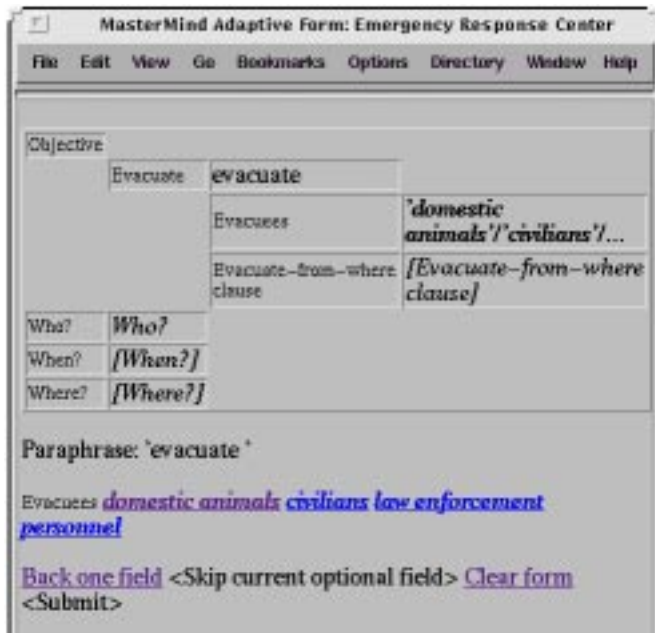 MasterMind Adaptive Form: Emergency Response Center
File Edit View Go Bookmarks Options Directory Window Help
Objective
Evacuate evacuate
Evacuees 'domestic
animals'/'civilians'/...
Evacuate-from-where [Evacuate-from-where
clause clause]
Who? Who?
When? [When?]
Where? [Where?]
Paraphrase: `evacuate '
Evacuees domestic animals civilians law enforcement
personnel
Back one field <Skip current optional field> Clear form
<Submit>